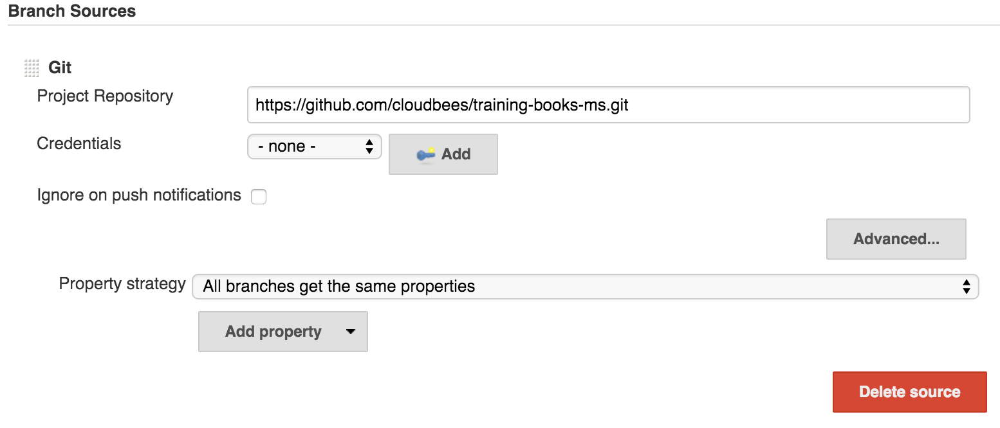 Branch Sources
Git
Project Repository
https://github.com/cloudbees/training-books-ms.git
Credentials
- none -
Add
Ignore on push notifications
Advanced...
Property strategy
All branches get the same properties
Add property
Delete source